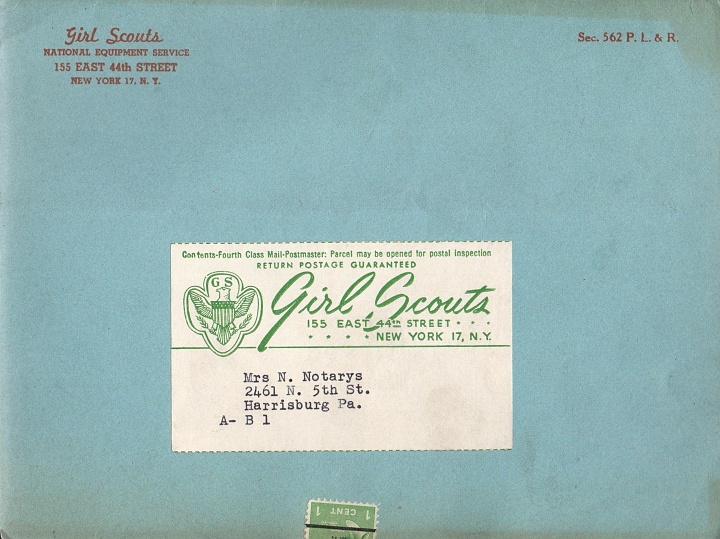 Girl Scouts
NATIONAL EQUIPMENT SERVICE
155 EAST 44th STREET
NEW YORK 17, N. Y.
Sec. 562 P. L. & R.
Contents-Fourth Class Mail-Postmaster: Parcel may be opened for postal inspection
RETURN POSTAGE GUARANTEED
G S
Girl Scouts
155 EAST 44th STREET
NEW YORK 17, N.Y.
Mrs N. Notarys
2461 N. 5th St.
Harrisburg Pa.
A- B 1
1 CENT 1